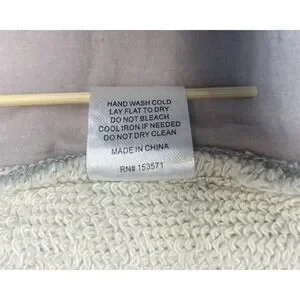 HAND WASH COLD
LAY FLAT TO DRY
DO NOT BLEACH
COOL IRON IF NEEDED
DO NOT DRY CLEAN
MADE IN CHINA
RN# 153571